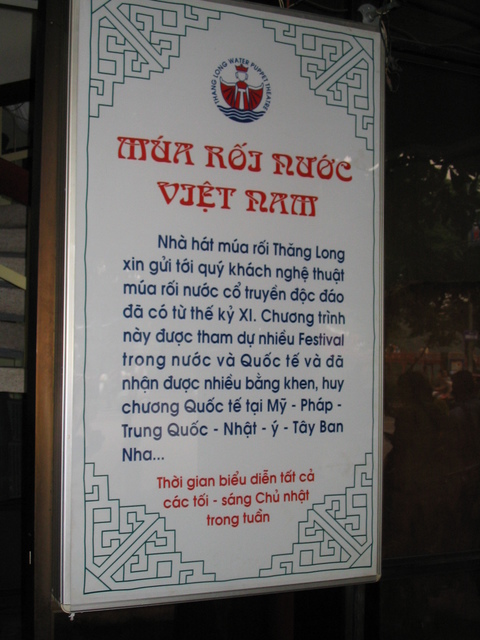 THANG LONG WATER PUPPET THEATRE
MÚA RỐI NƯỚC
VIỆT NAM
Nhà hát múa rối Thăng Long
xin gửi tới quý khách nghệ thuật
múa rối nước cổ truyền độc đáo
đã có từ thế kỷ XI. Chương trình
này được tham dự nhiều Festival
trong nước và Quốc tế và đã
nhận được nhiều bằng khen, huy
chương Quốc tế tại Mỹ - Pháp -
Trung Quốc - Nhật - ý - Tây Ban
Nha...
Thời gian biểu diễn tất cả
các tối - sáng Chủ nhật
trong tuần